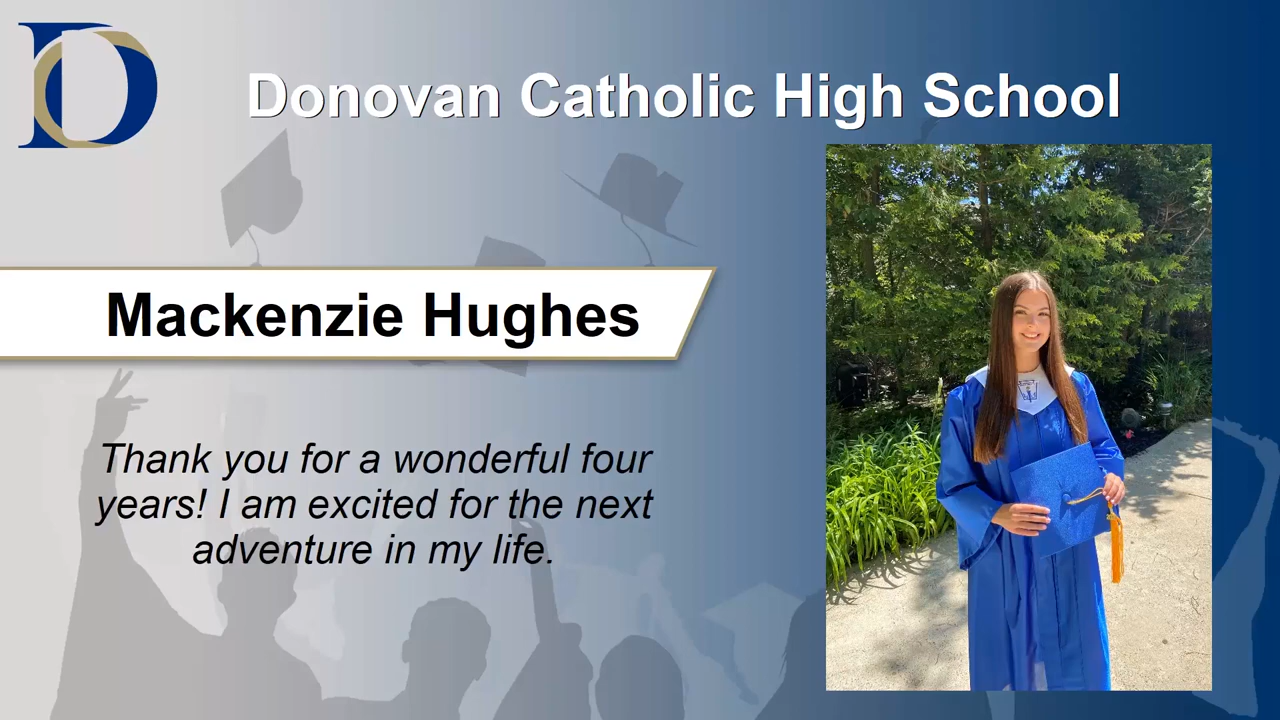 DC
Donovan Catholic High School
Mackenzie Hughes
Thank you for a wonderful four
years! I am excited for the next
adventure in my life.